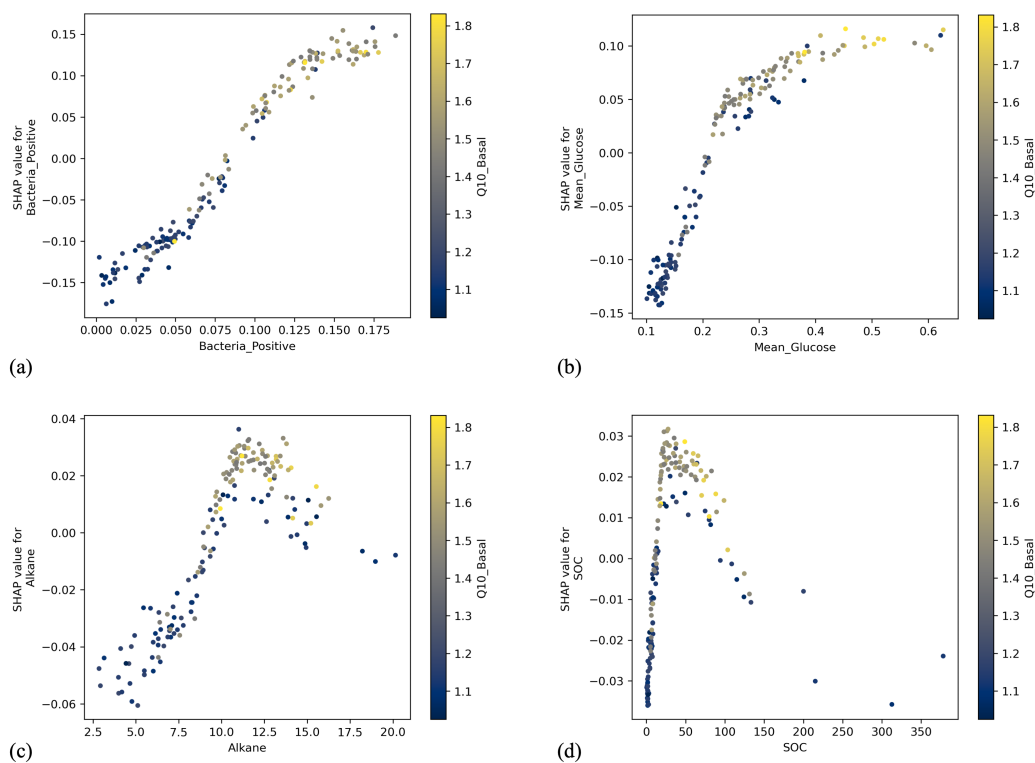 0.15
0.10
0.05
0.00
−0.05
−0.10
−0.15
SHAP value for
Bacteria_Positive
0.000 0.025 0.050 0.075 0.100 0.125 0.150 0.175
Bacteria_Positive
1.8
1.7
1.6
1.5
1.4
1.3
1.2
1.1
Q10_Basal
(a)
0.10
0.05
0.00
−0.05
−0.10
−0.15
SHAP value for
Mean_Glucose
0.1 0.2 0.3 0.4 0.5 0.6
Mean_Glucose
1.8
1.7
1.6
1.5
1.4
1.3
1.2
1.1
Q10_Basal
(b)
0.04
0.02
0.00
−0.02
−0.04
−0.06
SHAP value for
Alkane
2.5 5.0 7.5 10.0 12.5 15.0 17.5 20.0
Alkane
1.8
1.7
1.6
1.5
1.4
1.3
1.2
1.1
Q10_Basal
(c)
0.03
0.02
0.01
0.00
−0.01
−0.02
−0.03
SHAP value for
SOC
0 50 100 150 200 250 300 350
SOC
1.8
1.7
1.6
1.5
1.4
1.3
1.2
1.1
Q10_Basal
(d)